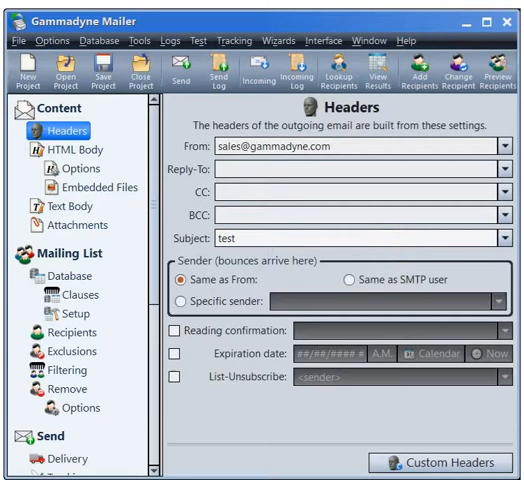 Gammadyne Mailer
File Options Database Tools Logs Test Tracking Wizards Interface Window Help
New Project Open Project Save Project Close Project Send Send Log Incoming Incoming Log Lookup Recipients View Results Add Recipients Change Recipient Preview Recipients
Content
Headers
HTML Body
Options
Embedded Files
Text Body
Attachments
Mailing List
Database
Clauses
Setup
Recipients
Exclusions
Filtering
Remove
Options
Send
Delivery
Headers
The headers of the outgoing email are built from these settings.
From: sales@gammadyne.com
Reply-To:
CC:
BCC:
Subject: test
Sender (bounces arrive here)
Same as From: Same as SMTP user
Specific sender:
Reading confirmation:
Expiration date: ##/##/#### # A.M. Calendar Now
List-Unsubscribe: <sender>
Custom Headers